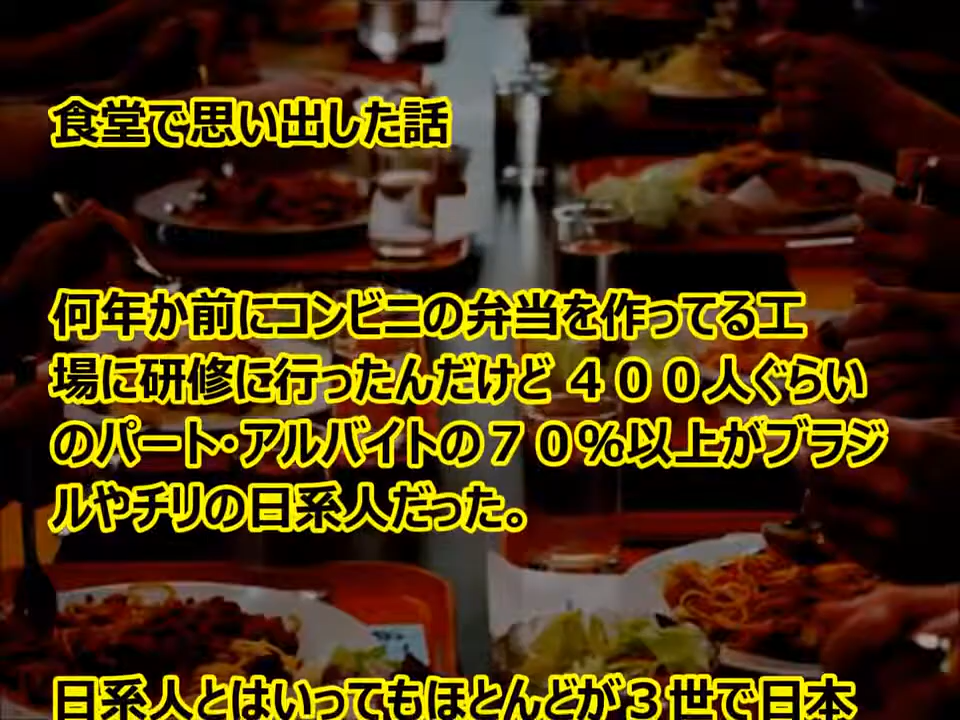 食堂で思い出した話
何年か前にコンビニの弁当を作ってる工
場に研修に行ったんだけど ４００人ぐらい
のパート・アルバイトの７０％以上がブラジ
ルやチリの日系人だった。
日系人とはいってもほとんどが３世で日本